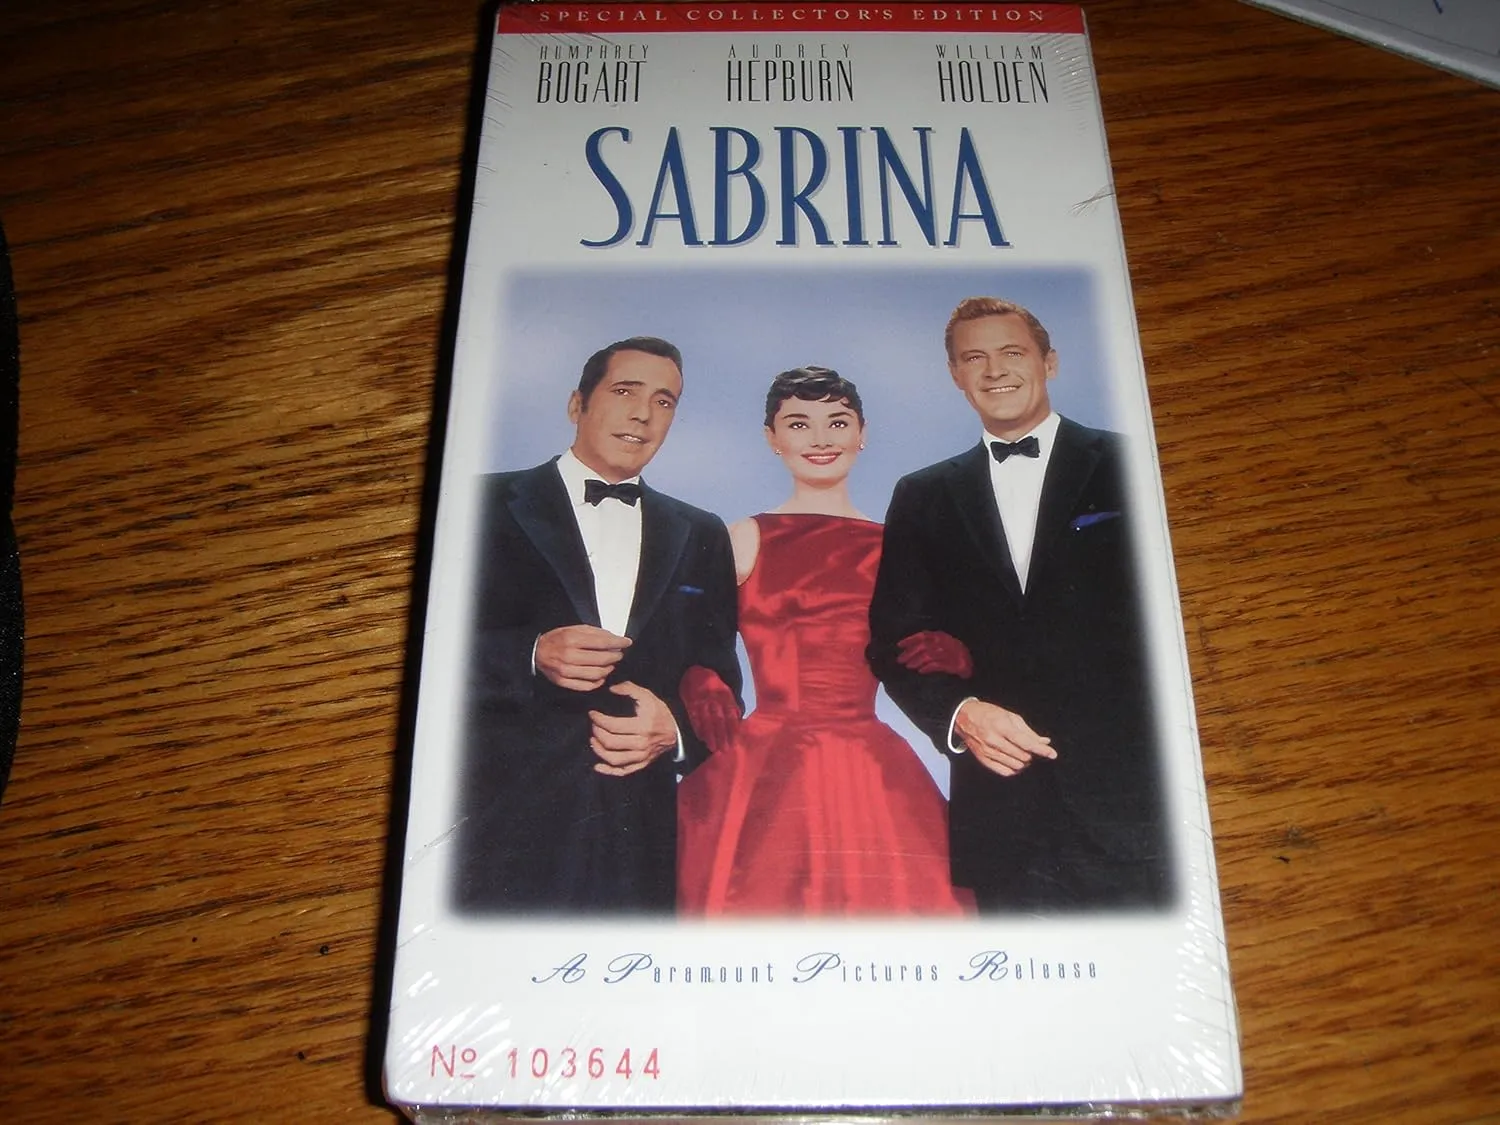 SPECIAL COLLECTOR'S EDITION
HUMPHREY AUDREY WILLIAM
BOGART HEPBURN HOLDEN
SABRINA
A Paramount Pictures Release
Nº 103644